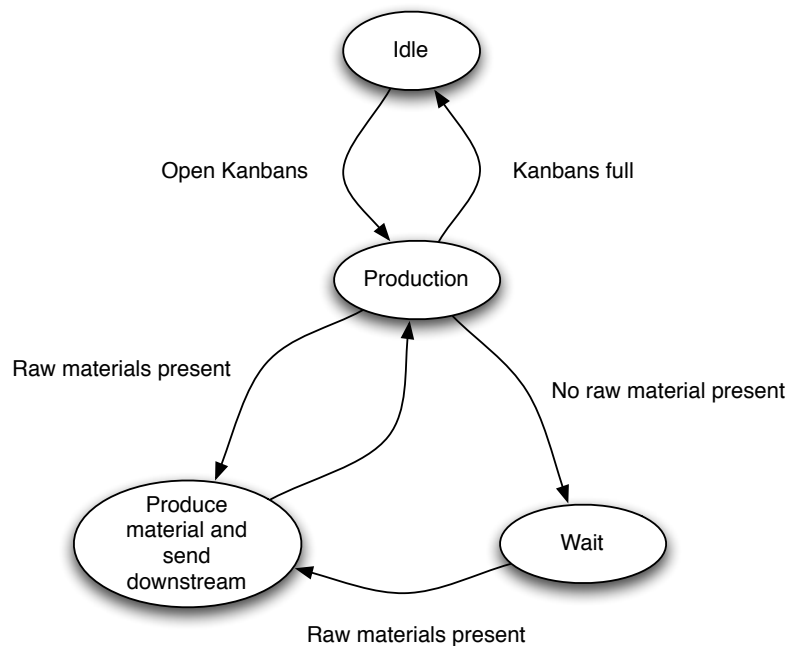 Idle
Open Kanbans
Kanbans full
Production
Raw materials present
No raw material present
Produce
material and
send
downstream
Wait
Raw materials present